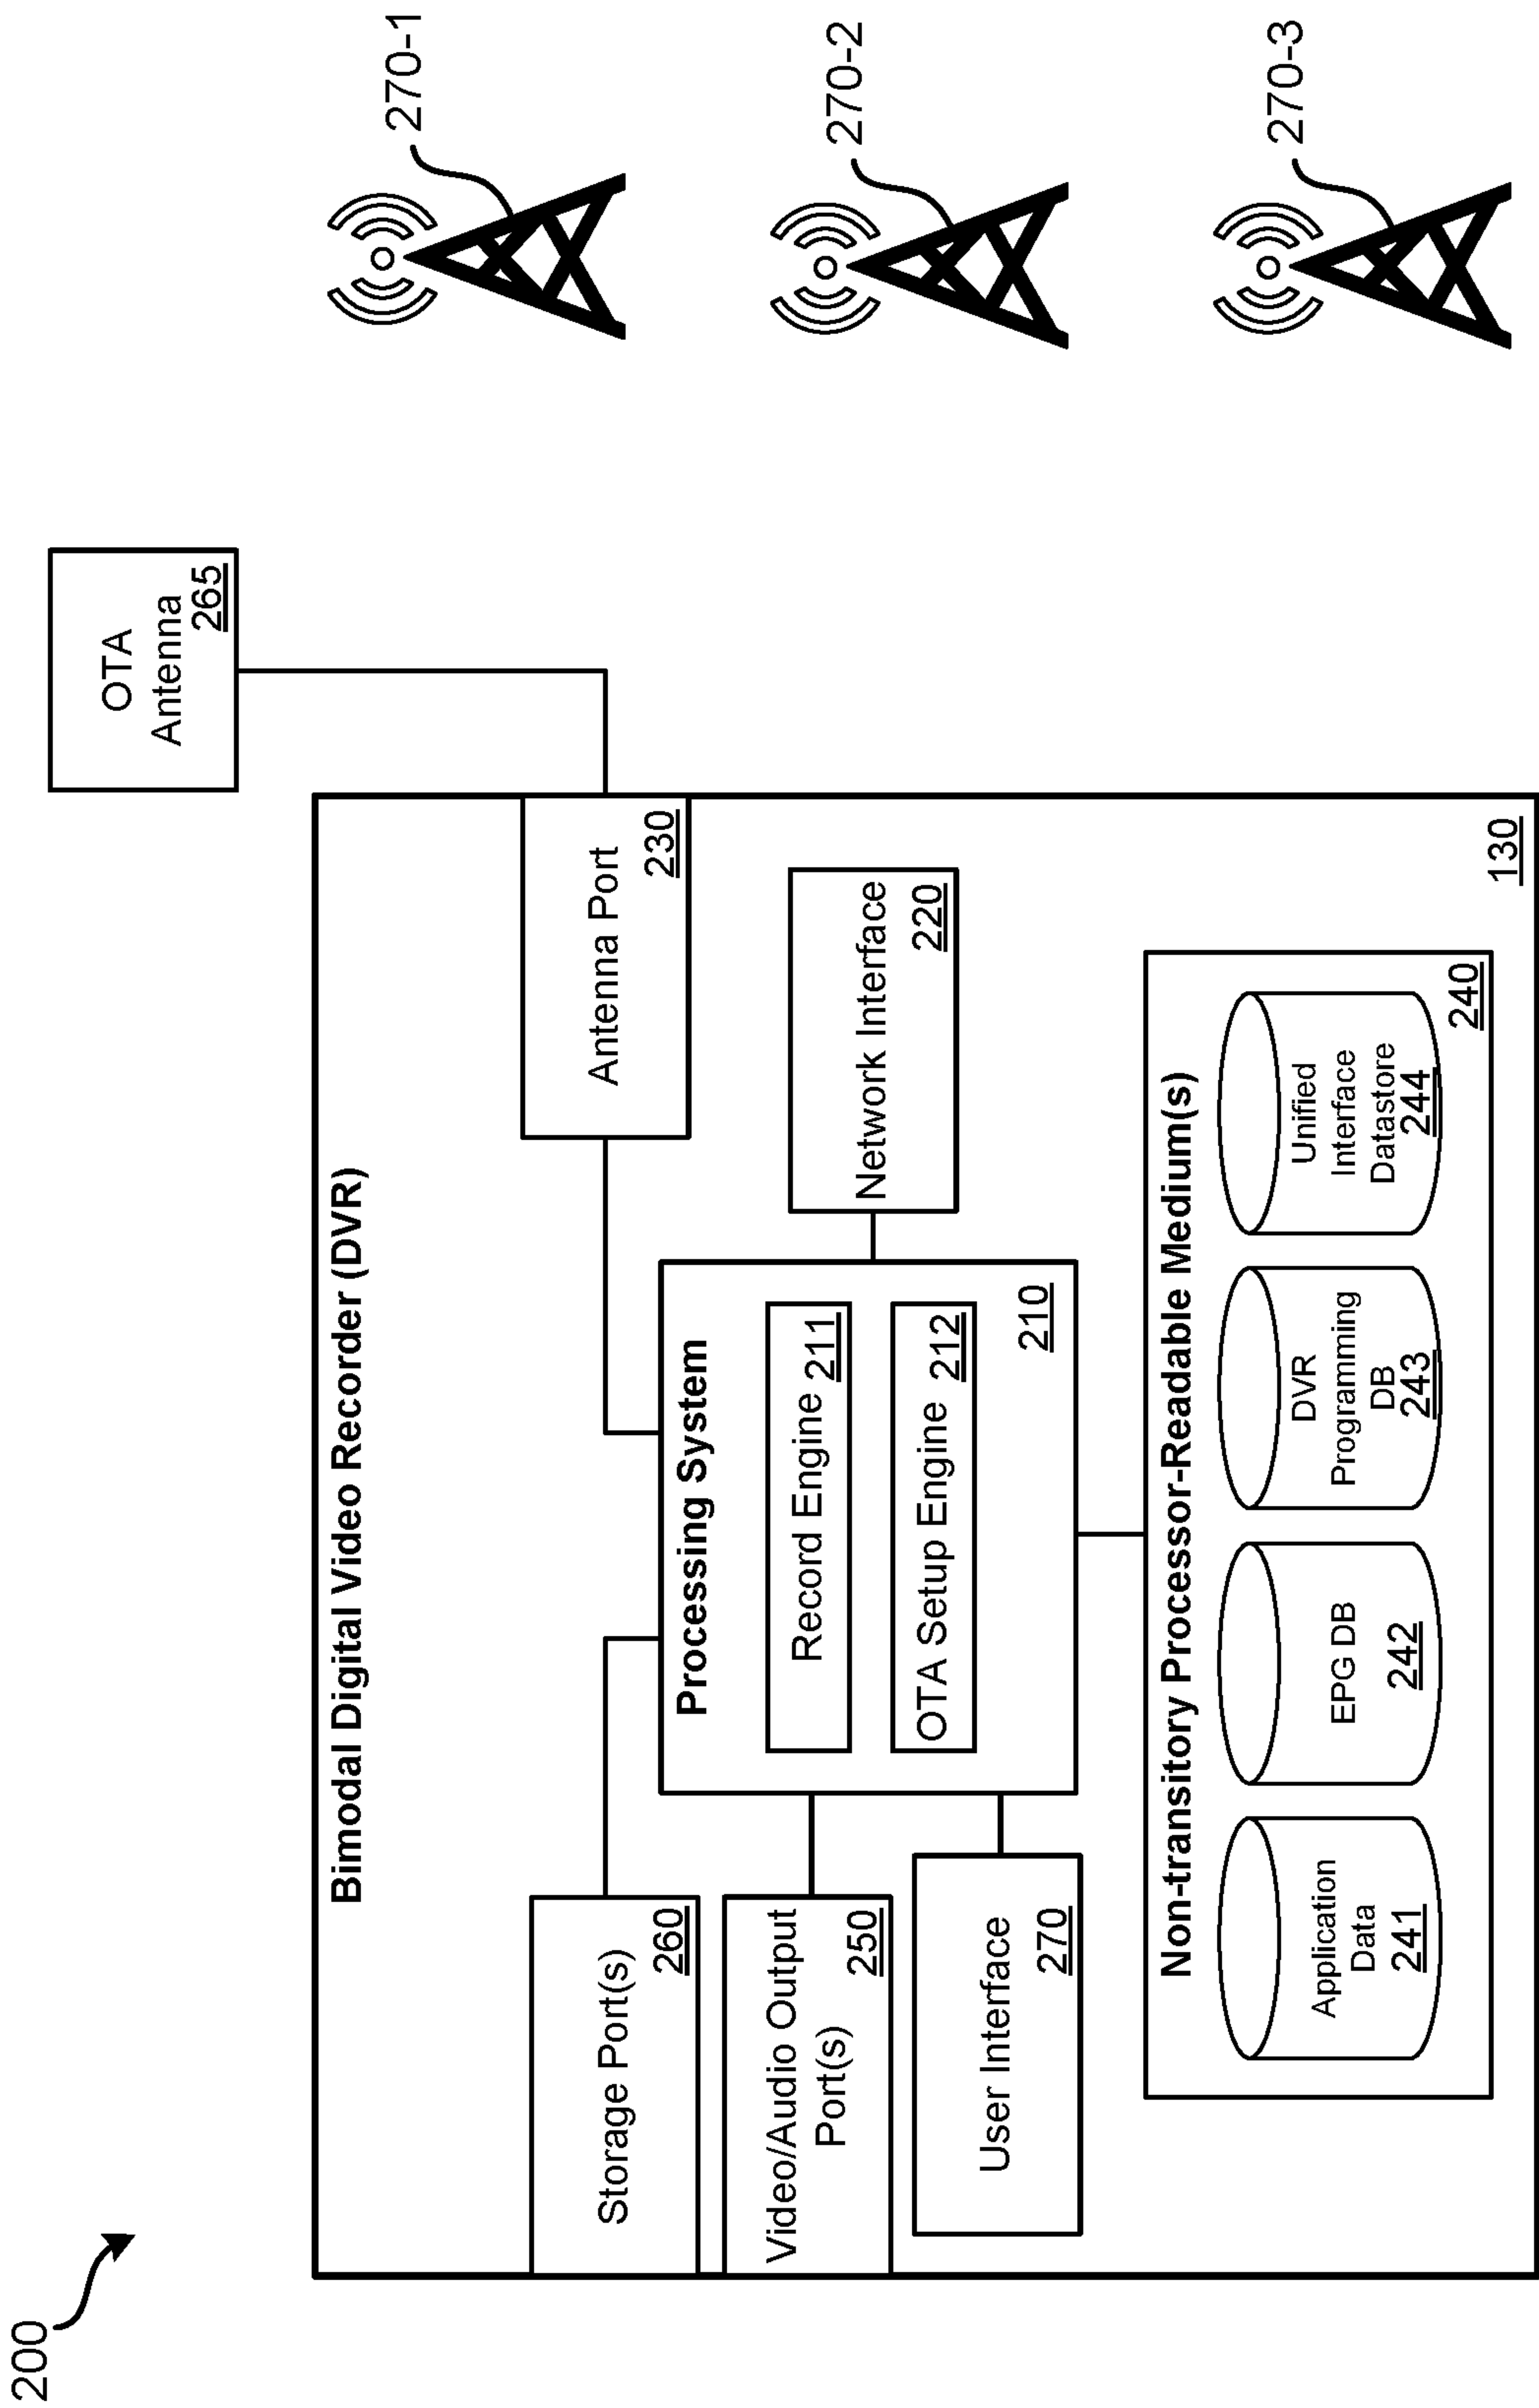 200
OTA
Antenna
265
Bimodal Digital Video Recorder (DVR)
270-1
Storage Port(s)
260
Antenna Port
230
Processing System
Video/Audio Output
Port(s)
250
Record Engine 211
Network Interface
220
270-2
OTA Setup Engine 212
User Interface
270
210
Non-transitory Processor-Readable Medium(s)
Application
Data
241
EPG DB
242
DVR
Programming
DB
243
Unified
Interface
Datastore
244
240
130
270-3